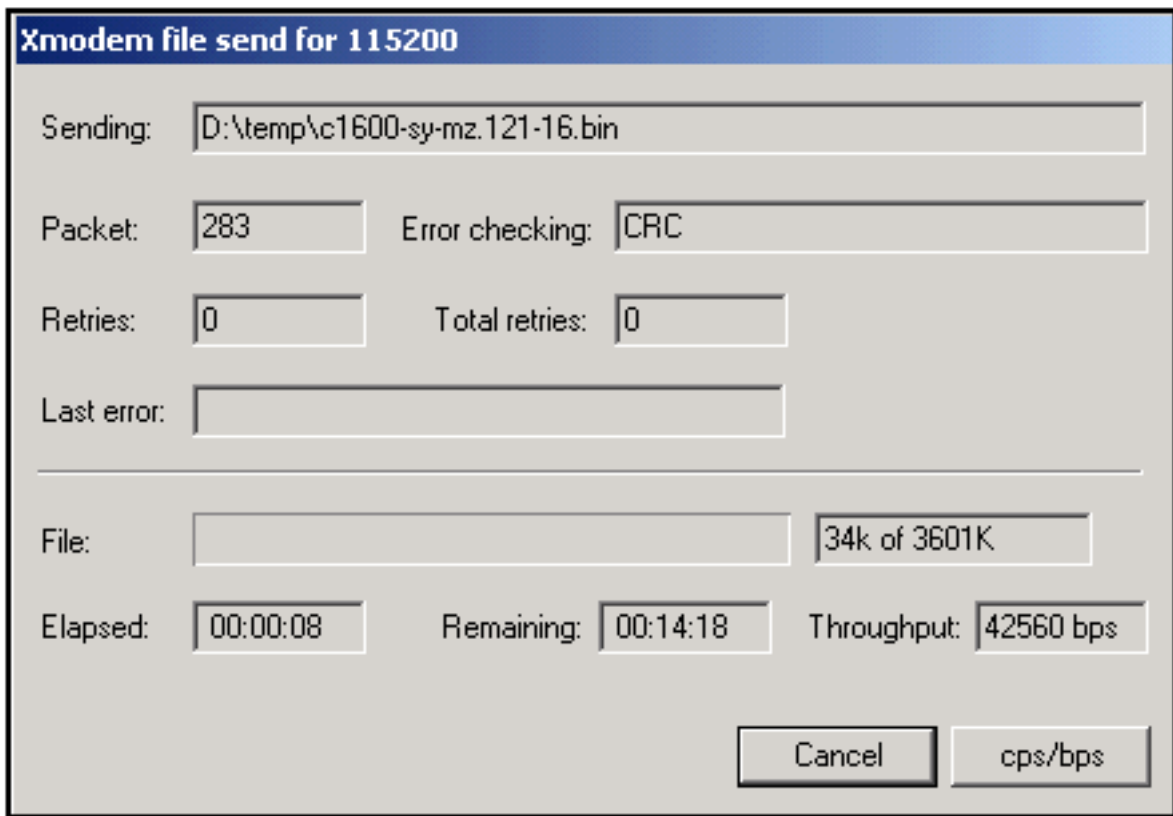 Xmodem file send for 115200
Sending: D:\temp\c1600-sy-mz.121-16.bin
Packet: 283 Error checking: CRC
Retries: 0 Total retries: 0
Last error:
File: 34k of 3601K
Elapsed: 00:00:08 Remaining: 00:14:18 Throughput: 42560 bps
Cancel cps/bps